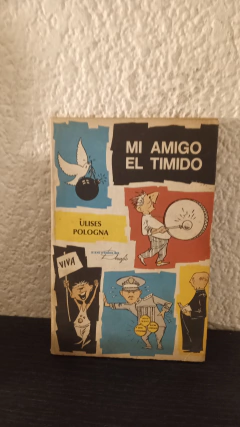 MI AMIGO
EL TIMIDO
ULISES
POLOGNA
VIVA